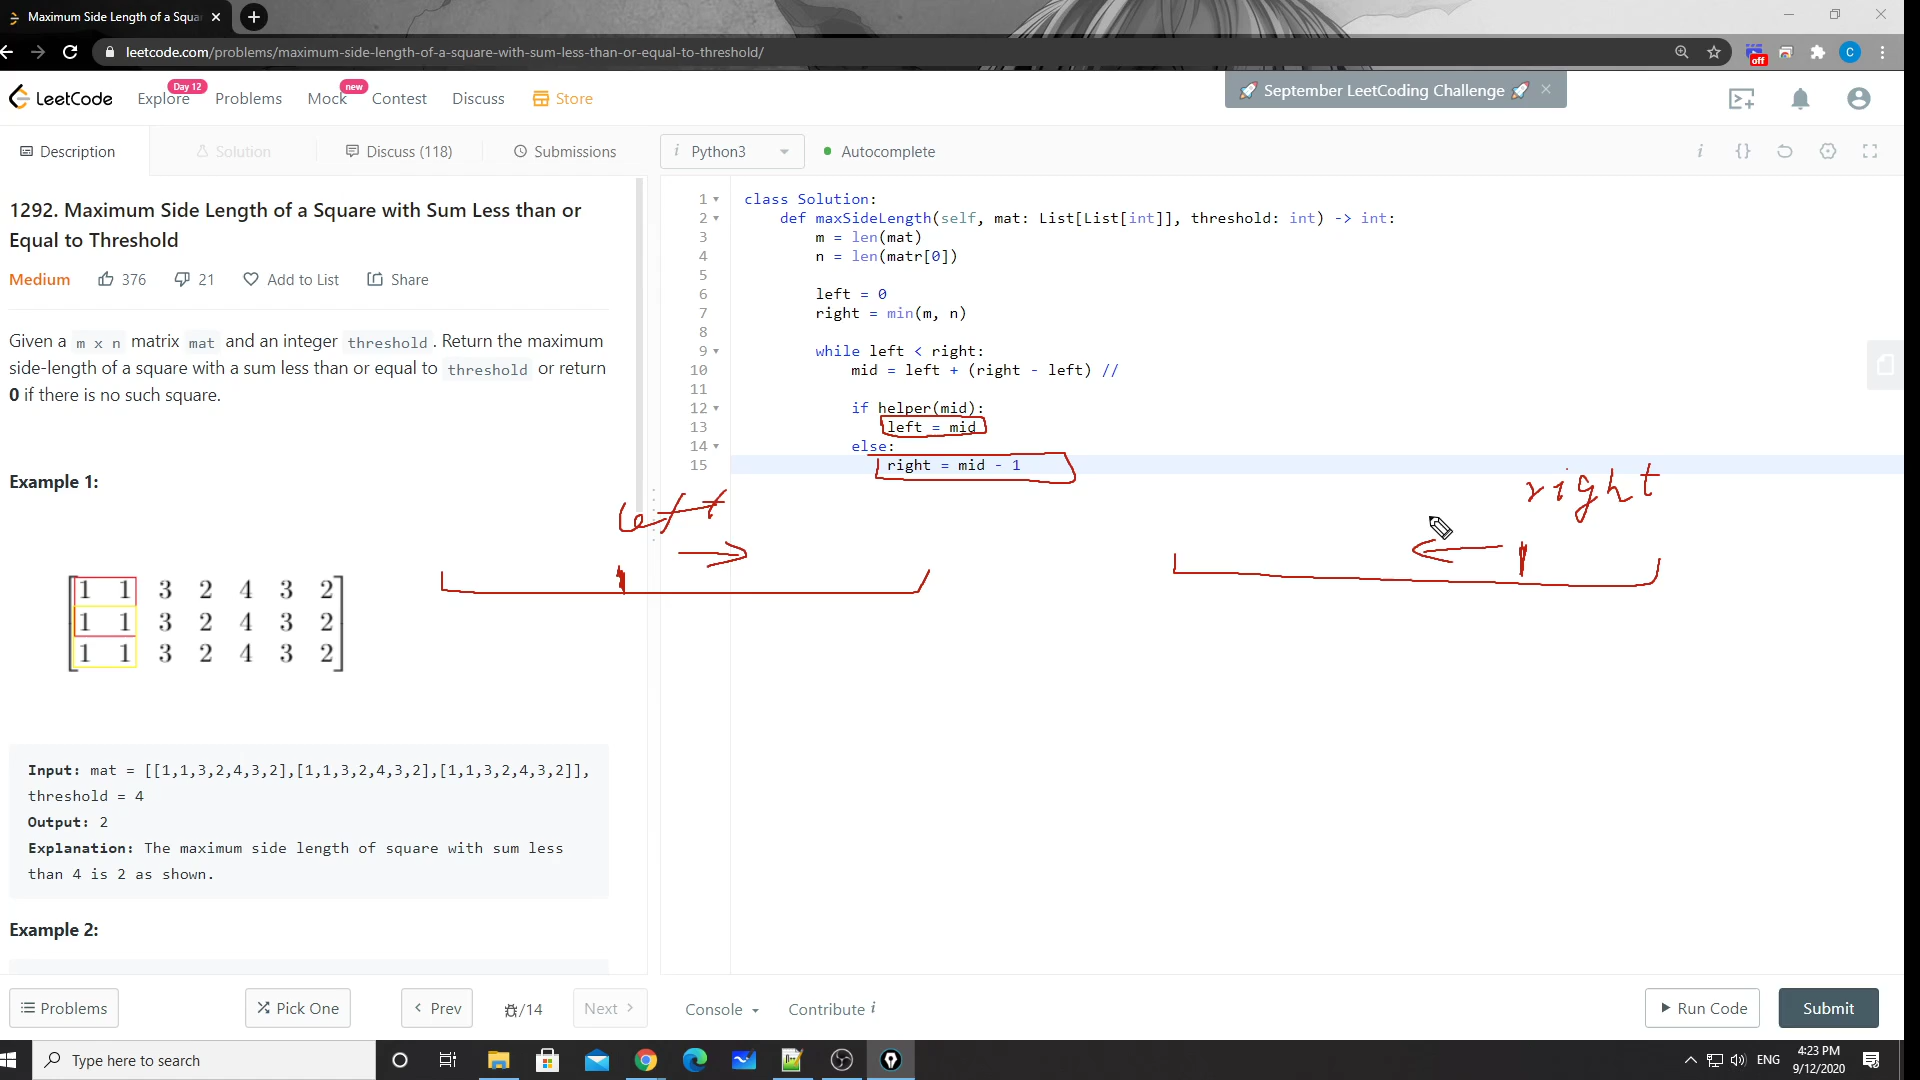 Maximum Side Length of a Squar
leetcode.com/problems/maximum-side-length-of-a-square-with-sum-less-than-or-equal-to-threshold/
off
C
LeetCode
Explore
Day 12
Problems
Mock
new
Contest
Discuss
Store
September LeetCoding Challenge
Description
Solution
Discuss (118)
Submissions
i Python3
Autocomplete
i {}
1292. Maximum Side Length of a Square with Sum Less than or
Equal to Threshold
Medium 376 21 Add to List Share
Given a m x n matrix mat and an integer threshold . Return the maximum
side-length of a square with a sum less than or equal to threshold or return
0 if there is no such square.
Example 1:
1 1 3 2 4 3 2
1 1 3 2 4 3 2
1 1 3 2 4 3 2
Input: mat = [[1,1,3,2,4,3,2],[1,1,3,2,4,3,2],[1,1,3,2,4,3,2]],
threshold = 4
Output: 2
Explanation: The maximum side length of square with sum less
than 4 is 2 as shown.
Example 2:
1 class Solution:
2 def maxSideLength(self, mat: List[List[int]], threshold: int) -> int:
3 m = len(mat)
4 n = len(matr[0])
5
6 left = 0
7 right = min(m, n)
8
9 while left < right:
10 mid = left + (right - left) //
11
12 if helper(mid):
13 left = mid
14 else:
15 right = mid - 1
left
right
Problems
Pick One
Prev
/14
Next
Console
Contribute i
Run Code
Submit
Type here to search
ENG
4:23 PM
9/12/2020